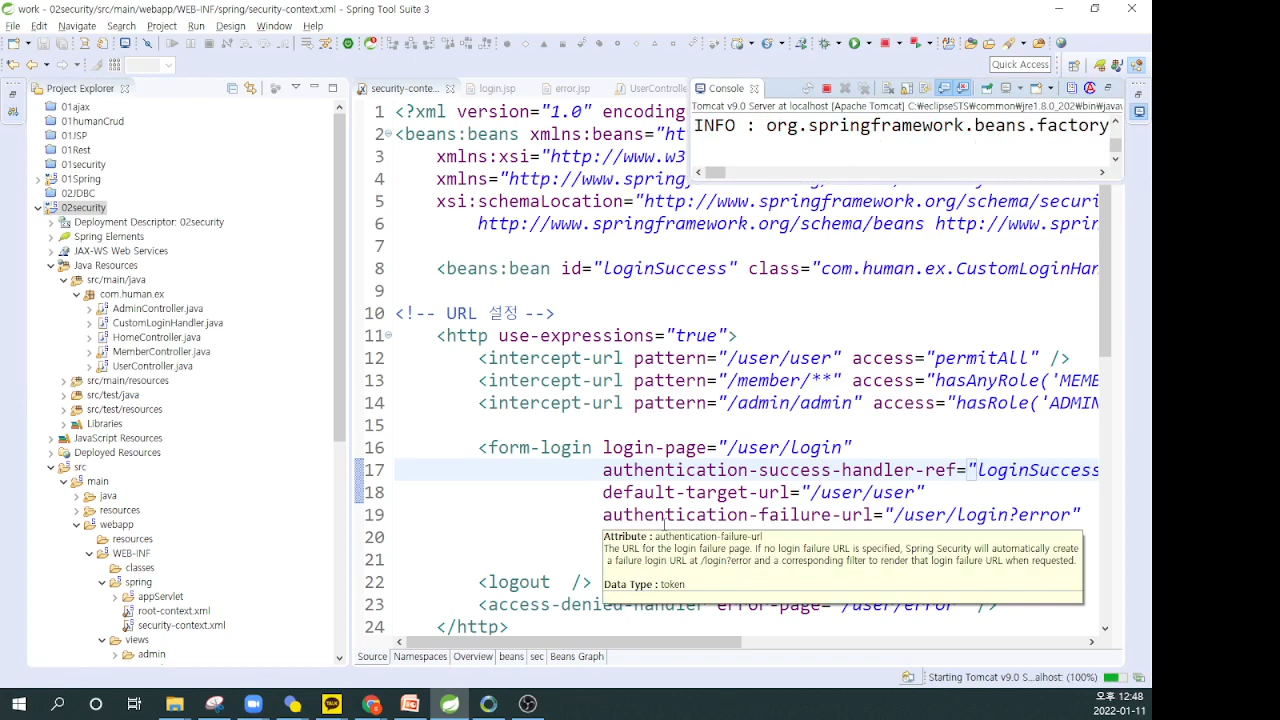 work - 02security/src/main/webapp/WEB-INF/spring/security-context.xml - Spring Tool Suite 3
File Edit Navigate Search Project Run Design Window Help
Quick Access
Project Explorer
01ajax
01humanCrud
01JSP
01Rest
01security
01Spring
02JDBC
02security
Deployment Descriptor: 02security
Spring Elements
JAX-WS Web Services
Java Resources
src/main/java
com.human.ex
AdminController.java
CustomLoginHandler.java
HomeController.java
MemberController.java
UserController.java
src/main/resources
src/test/java
src/test/resources
Libraries
JavaScript Resources
Deployed Resources
src
main
java
resources
webapp
resources
WEB-INF
classes
spring
appServlet
root-context.xml
security-context.xml
views
admin
security-conte... login.jsp error.jsp UserControlle
Console
Tomcat v9.0 Server at localhost [Apache Tomcat] C:₩eclipseSTS₩common₩jre1.8.0_202₩bin₩javaw
INFO : org.springframework.beans.factory
1 <?xml version="1.0" encoding
2 <beans:beans xmlns:beans="ht
3 xmlns:xsi="http://www.w3
4 xmlns="http://www.springf
5 xsi:schemaLocation="http://www.springframework.org/schema/securi
6 http://www.springframework.org/schema/beans http://www.sprin
7
8 <beans:bean id="loginSuccess" class="com.human.ex.CustomLoginHan
9
10 <!-- URL 설정 -->
11 <http use-expressions="true">
12 <intercept-url pattern="/user/user" access="permitAll" />
13 <intercept-url pattern="/member/**" access="hasAnyRole('MEME
14 <intercept-url pattern="/admin/admin" access="hasRole('ADMIN
15
16 <form-login login-page="/user/login"
17 authentication-success-handler-ref="loginSuccess
18 default-target-url="/user/user"
19 authentication-failure-url="/user/login?error"
20
21
22 <logout />
23 <access-denied-handler error-page="/user/error" />
24 </http>
Attribute : authentication-failure-url
The URL for the login failure page. If no login failure URL is specified, Spring Security will automatically create
a failure login URL at /login?error and a corresponding filter to render that login failure URL when requested.
Data Type : token
Source Namespaces Overview beans sec Beans Graph
Starting Tomcat v9.0 S...alhost: (100%)
TALK
오후 12:48
2022-01-11